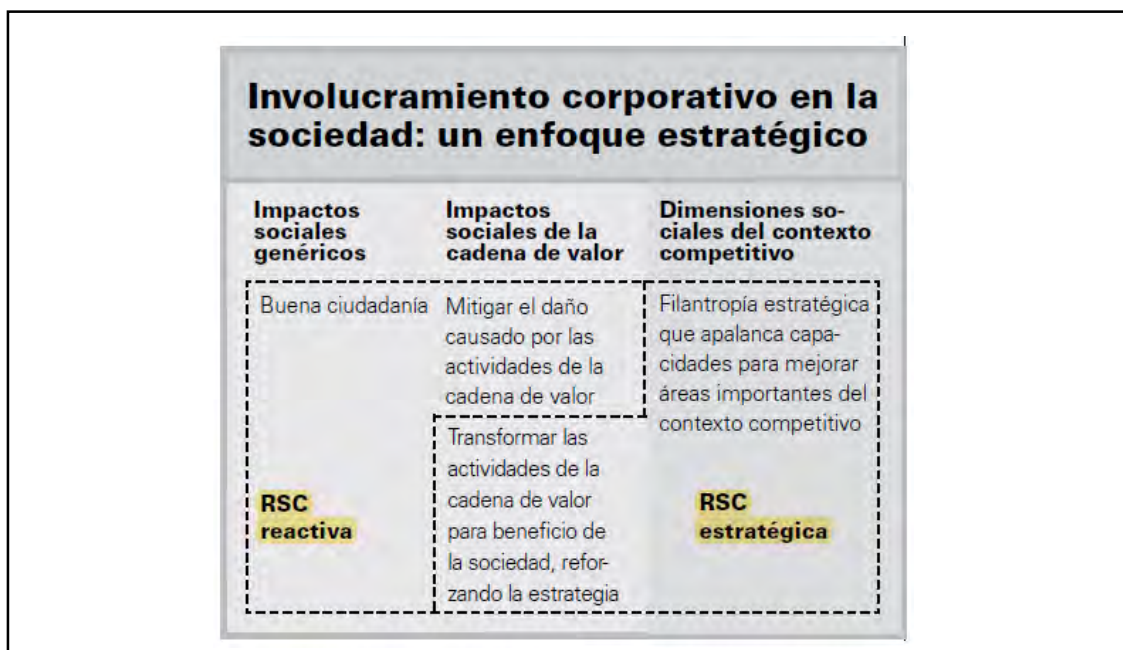 Involucramiento corporativo en la
sociedad: un enfoque estratégico
Impactos
sociales
genéricos
Impactos
sociales de la
cadena de valor
Dimensiones so-
ciales del contexto
competitivo
Buena ciudadanía
Mitigar el daño
causado por las
actividades de la
cadena de valor
Filantropía estratégica
que apalanca capa-
cidades para mejorar
áreas importantes del
contexto competitivo
Transformar las
actividades de la
cadena de valor
para beneficio de
la sociedad, refor-
zando la estrategia
RSC
reactiva
RSC
estratégica